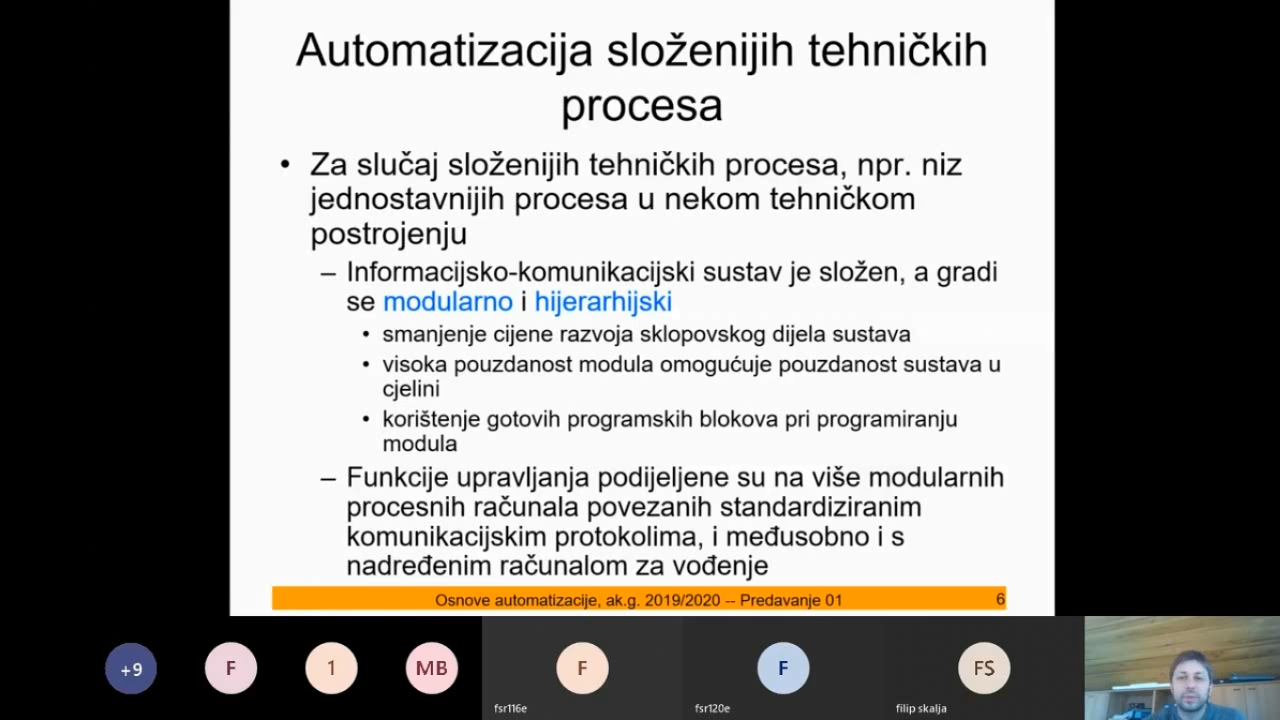 Automatizacija složenijih tehničkih
procesa
• Za slučaj složenijih tehničkih procesa, npr. niz
jednostavnijih procesa u nekom tehničkom
postrojenju
– Informacijsko-komunikacijski sustav je složen, a gradi
se modularno i hijerarhijski
• smanjenje cijene razvoja sklopovskog dijela sustava
• visoka pouzdanost modula omogućuje pouzdanost sustava u
cjelini
• korištenje gotovih programskih blokova pri programiranju
modula
– Funkcije upravljanja podijeljene su na više modularnih
procesnih računala povezanih standardiziranim
komunikacijskim protokolima, i međusobno i s
nadređenim računalom za vođenje
Osnove automatizacije, ak.g. 2019/2020 -- Predavanje 01 6
+9 F 1 MB F F FS
fsr116e fsr120e filip skalja